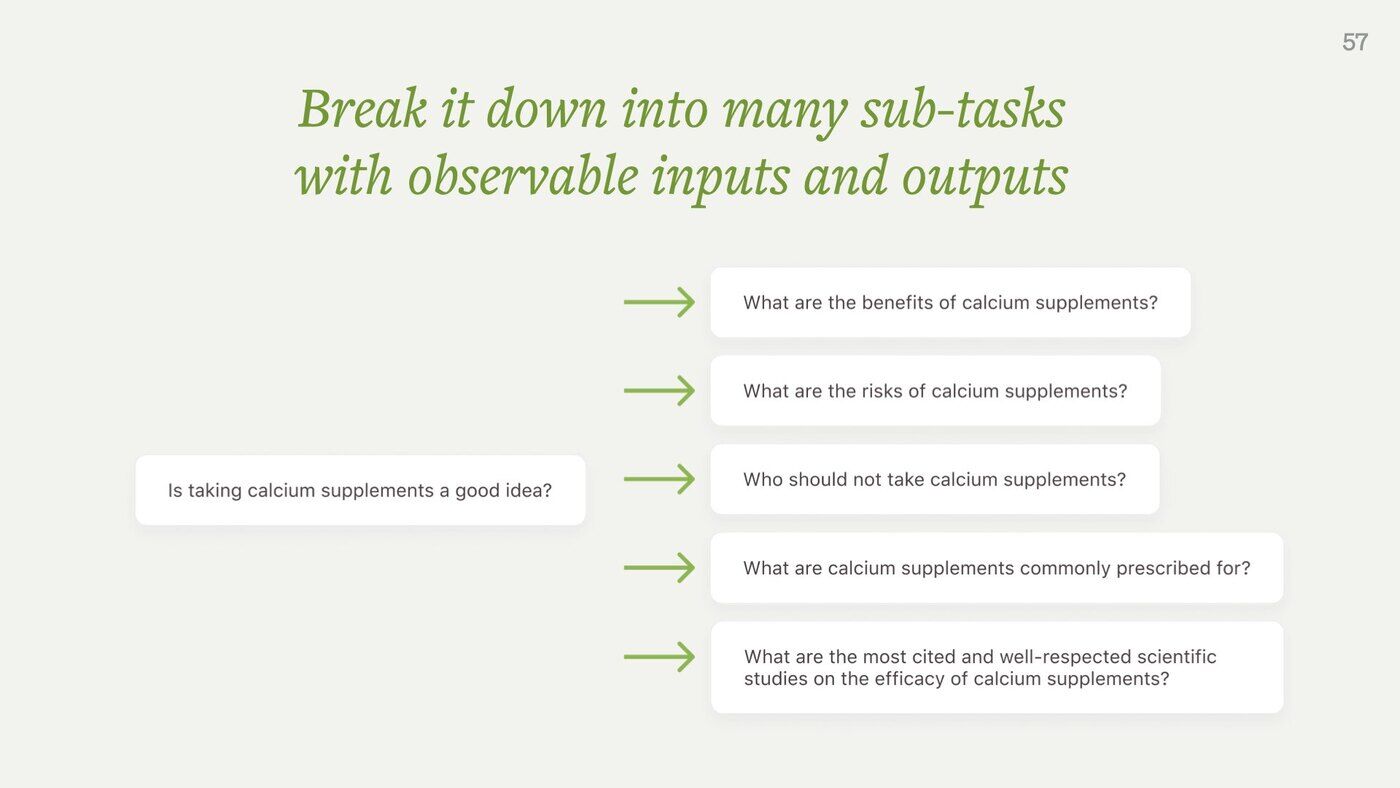 57
Break it down into many sub-tasks
with observable inputs and outputs
What are the benefits of calcium supplements?
What are the risks of calcium supplements?
Is taking calcium supplements a good idea?
Who should not take calcium supplements?
What are calcium supplements commonly prescribed for?
What are the most cited and well-respected scientific
studies on the efficacy of calcium supplements?